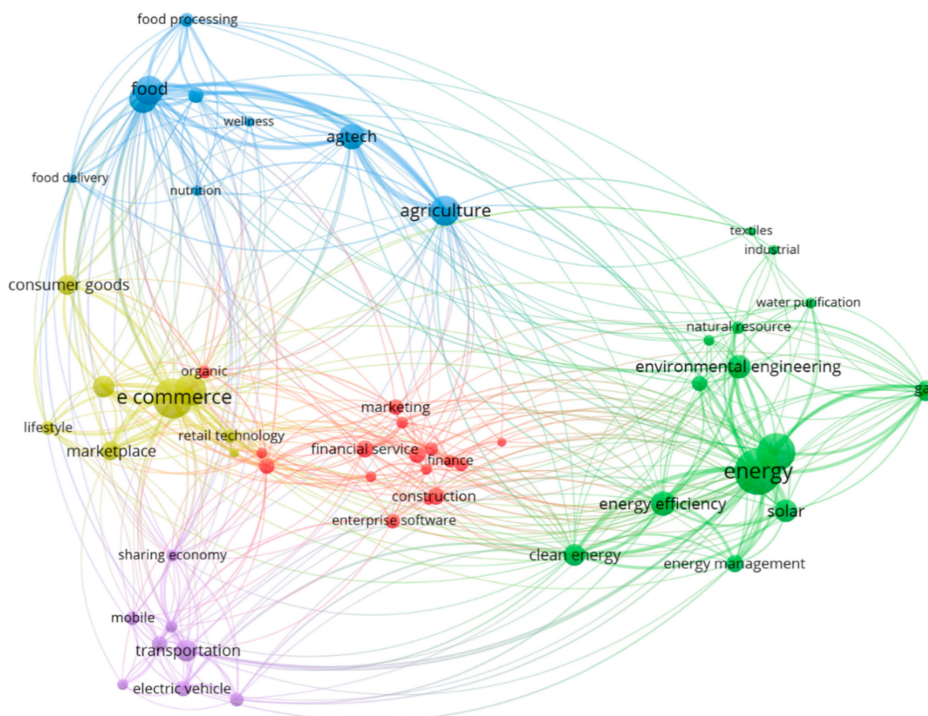 food processing
food
wellness
agtech
food delivery
nutrition
agriculture
textiles
industrial
consumer goods
water purification
natural resource
organic
environmental engineering
e commerce
marketing
lifestyle
retail technology
marketplace
financial service
finance
energy
construction
energy efficiency
solar
enterprise software
sharing economy
clean energy
energy management
mobile
transportation
electric vehicle